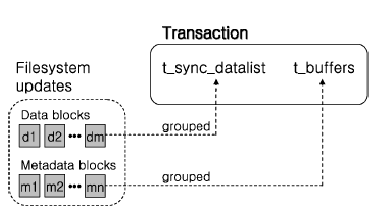 Transaction
t_sync_datalist t_buffers
Filesystem
updates
Data blocks
d1 d2 ••• dm
grouped
Metadata blocks
m1 m2 ••• mn
grouped